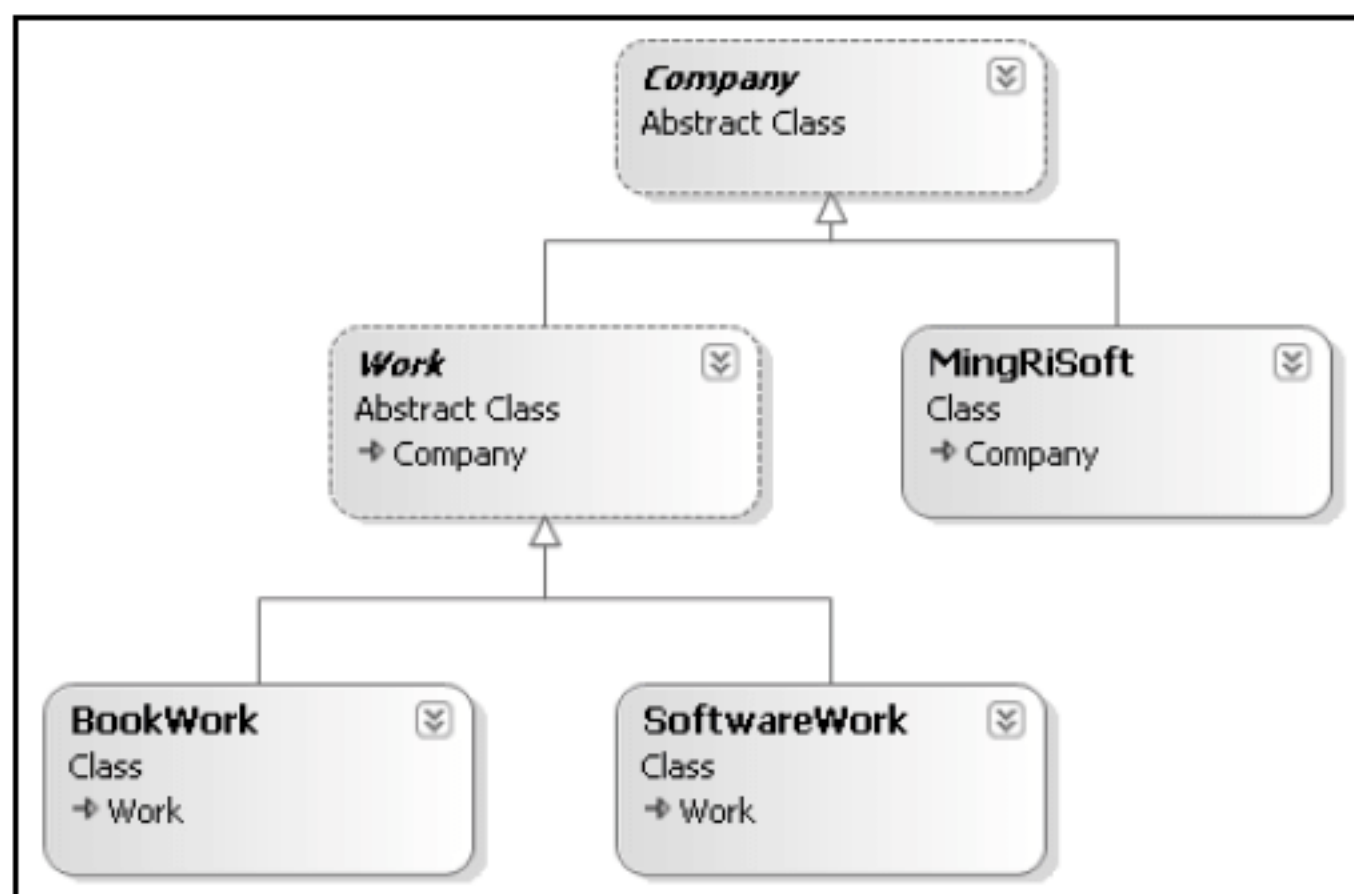 Company
Abstract Class
Work
Abstract Class
Company
MingRiSoft
Class
Company
BookWork
Class
Work
SoftwareWork
Class
Work